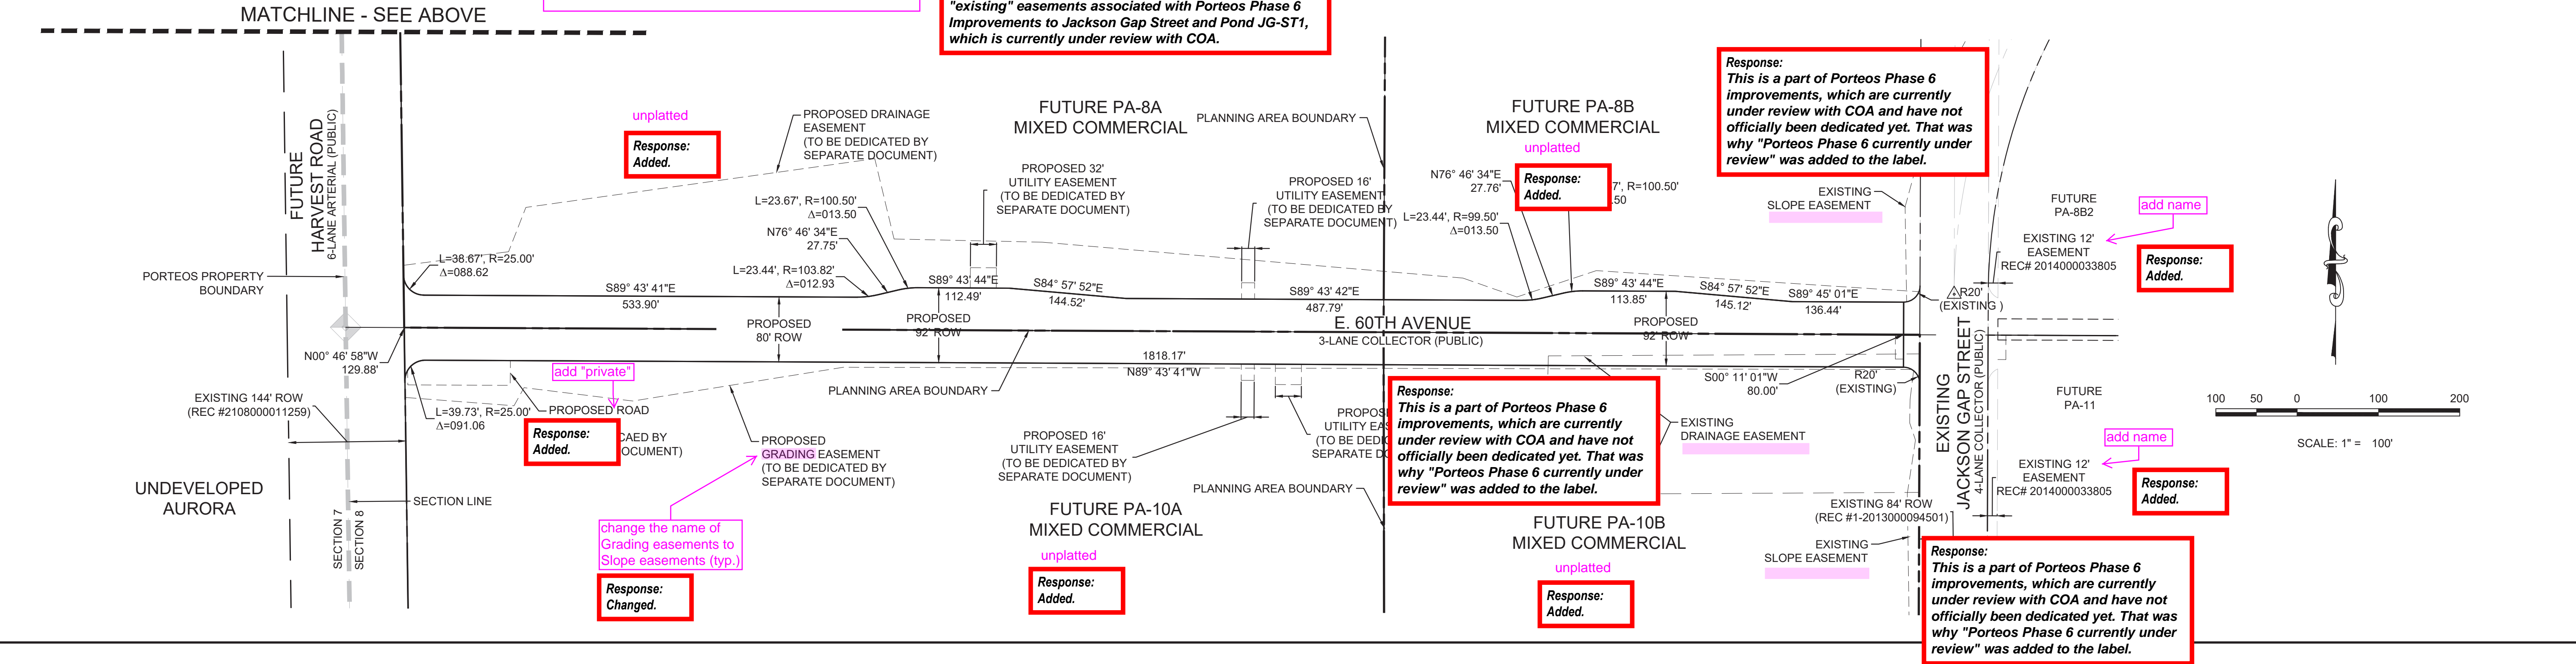 MATCHLINE - SEE ABOVE
"existing" easements associated with Porteos Phase 6
Improvements to Jackson Gap Street and Pond JG-ST1,
which is currently under review with COA.
FUTURE
HARVEST ROAD
6-LANE ARTERIAL (PUBLIC)
PORTEOS PROPERTY
BOUNDARY
N00° 46' 58"W
129.88'
EXISTING 144' ROW
(REC #2108000011259)
UNDEVELOPED
AURORA
SECTION 7
SECTION 8
SECTION LINE
unplatted
Response:
Added.
PROPOSED DRAINAGE
EASEMENT
(TO BE DEDICATED BY
SEPARATE DOCUMENT)
L=38.67', R=25.00'
Δ=088.62
S89° 43' 41"E
533.90'
L=23.67', R=100.50'
Δ=013.50
N76° 46' 34"E
27.75'
L=23.44', R=103.82'
Δ=012.93
PROPOSED
80' ROW
FUTURE PA-8A
MIXED COMMERCIAL
PROPOSED 32'
UTILITY EASEMENT
(TO BE DEDICATED BY
SEPARATE DOCUMENT)
S89° 43' 44"E
112.49'
S84° 57' 52"E
144.52'
PROPOSED
92' ROW
PLANNING AREA BOUNDARY
PROPOSED 16'
UTILITY EASEMENT
(TO BE DEDICATED BY
SEPARATE DOCUMENT)
S89° 43' 42"E
487.79'
E. 60TH AVENUE
3-LANE COLLECTOR (PUBLIC)
1818.17'
N89° 43' 41"W
PLANNING AREA BOUNDARY
FUTURE PA-8B
MIXED COMMERCIAL
unplatted
Response:
Added.
N76° 46' 34"E
27.76'
7', R=100.50'
.50
L=23.44', R=99.50'
Δ=013.50
S89° 43' 44"E
113.85'
S84° 57' 52"E
145.12'
S89° 45' 01"E
136.44'
PROPOSED
92' ROW
Response:
This is a part of Porteos Phase 6
improvements, which are currently
under review with COA and have not
officially been dedicated yet. That was
why "Porteos Phase 6 currently under
review" was added to the label.
EXISTING
SLOPE EASEMENT
FUTURE
PA-8B2
add name
EXISTING 12'
EASEMENT
REC# 2014000033805
Response:
Added.
R20'
(EXISTING )
L=39.73', R=25.00'
Δ=091.06
add "private"
PROPOSED ROAD
Response:
Added.
CAED BY
OCUMENT)
PROPOSED
GRADING EASEMENT
(TO BE DEDICATED BY
SEPARATE DOCUMENT)
change the name of
Grading easements to
Slope easements (typ.)
Response:
Changed.
PROPOSED 16'
UTILITY EASEMENT
(TO BE DEDICATED BY
SEPARATE DOCUMENT)
FUTURE PA-10A
MIXED COMMERCIAL
unplatted
Response:
Added.
PROPOS
UTILITY EAS
(TO BE DEDIC
SEPARATE DO
PLANNING AREA BOUNDARY
Response:
This is a part of Porteos Phase 6
improvements, which are currently
under review with COA and have not
officially been dedicated yet. That was
why "Porteos Phase 6 currently under
review" was added to the label.
EXISTING
DRAINAGE EASEMENT
S00° 11' 01"W
80.00'
R20'
(EXISTING)
FUTURE PA-10B
MIXED COMMERCIAL
unplatted
Response:
Added.
EXISTING 84' ROW
(REC #1-2013000094501)
EXISTING
SLOPE EASEMENT
EXISTING
JACKSON GAP STREET
4-LANE COLLECTOR (PUBLIC)
FUTURE
PA-11
add name
EXISTING 12'
EASEMENT
REC# 2014000033805
Response:
Added.
Response:
This is a part of Porteos Phase 6
improvements, which are currently
under review with COA and have not
officially been dedicated yet. That was
why "Porteos Phase 6 currently under
review" was added to the label.
100 50 0 100 200
SCALE: 1" = 100'